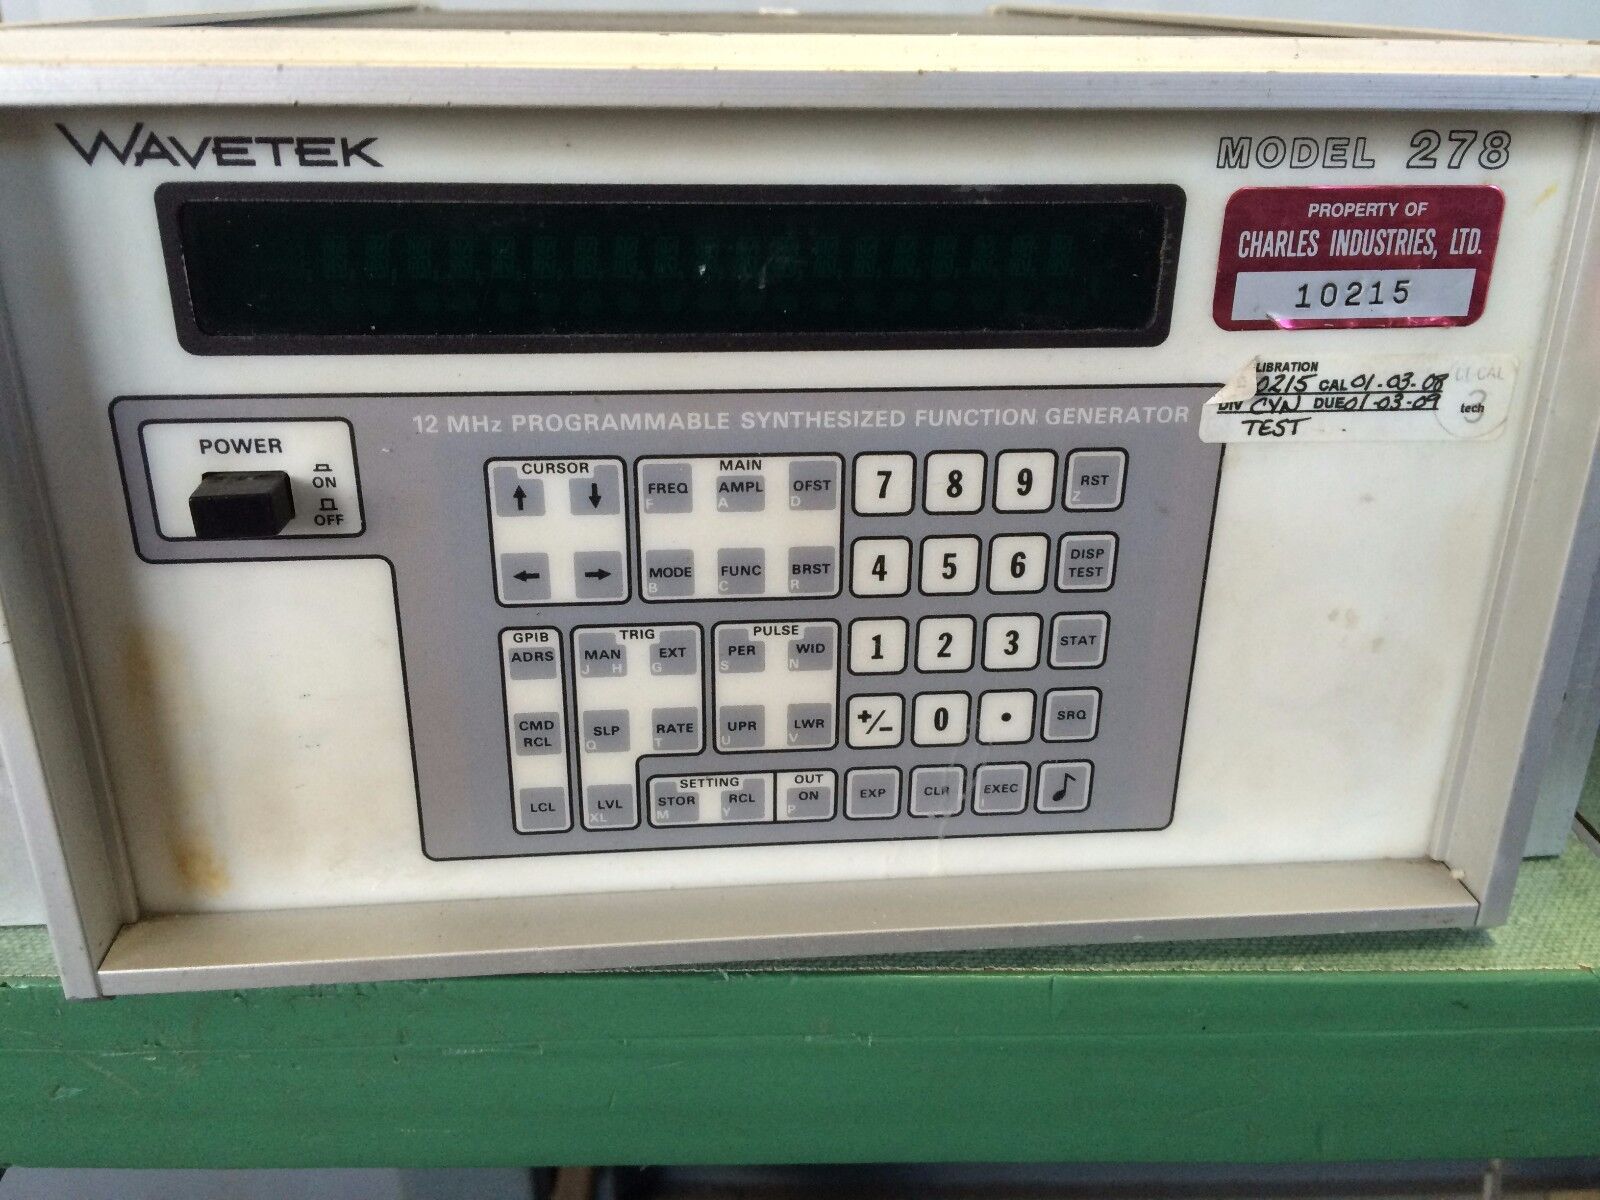 WAVETEK
MODEL 278
PROPERTY OF
CHARLES INDUSTRIES, LTD.
10215
LIBRATION
0215 CAL 01-03-08
DIV CYN DUE 01-03-09
TEST
CAL
3
tech
12 MHz PROGRAMMABLE SYNTHESIZED FUNCTION GENERATOR
POWER
ON
OFF
CURSOR
↑ ↓
← →
MAIN
FREQ AMPL OFST
F A D
MODE FUNC BRST
B C R
7 8 9 RST
Z
4 5 6 DISP TEST
1 2 3 STAT
+/− 0 • SRQ
EXP CLR EXEC ♪
I
GPIB
ADRS
CMD
RCL
LCL
TRIG
MAN EXT
J H G
SLP RATE
Q T
LVL
XL
PULSE
PER WID
S N
UPR LWR
U V
SETTING
STOR RCL
M Y
OUT
ON
P